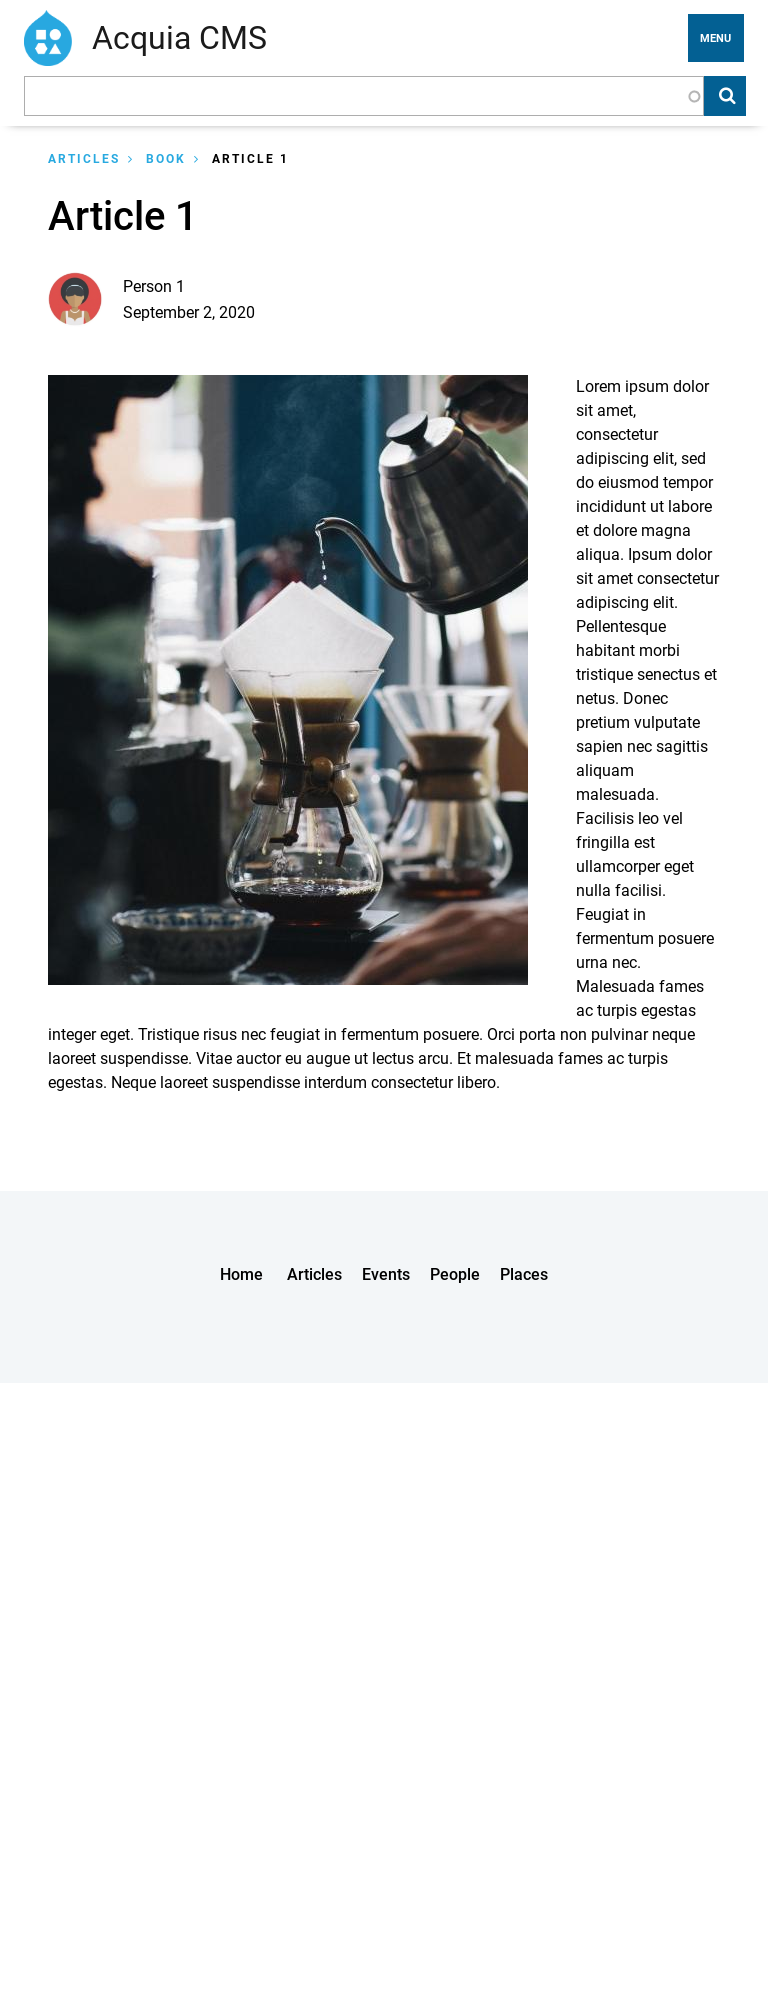 Acquia CMS
MENU
ARTICLES > BOOK > ARTICLE 1
Article 1
Person 1
September 2, 2020
Lorem ipsum dolor
sit amet,
consectetur
adipiscing elit, sed
do eiusmod tempor
incididunt ut labore
et dolore magna
aliqua. Ipsum dolor
sit amet consectetur
adipiscing elit.
Pellentesque
habitant morbi
tristique senectus et
netus. Donec
pretium vulputate
sapien nec sagittis
aliquam
malesuada.
Facilisis leo vel
fringilla est
ullamcorper eget
nulla facilisi.
Feugiat in
fermentum posuere
urna nec.
Malesuada fames
ac turpis egestas
integer eget. Tristique risus nec feugiat in fermentum posuere. Orci porta non pulvinar neque
laoreet suspendisse. Vitae auctor eu augue ut lectus arcu. Et malesuada fames ac turpis
egestas. Neque laoreet suspendisse interdum consectetur libero.
Home Articles Events People Places